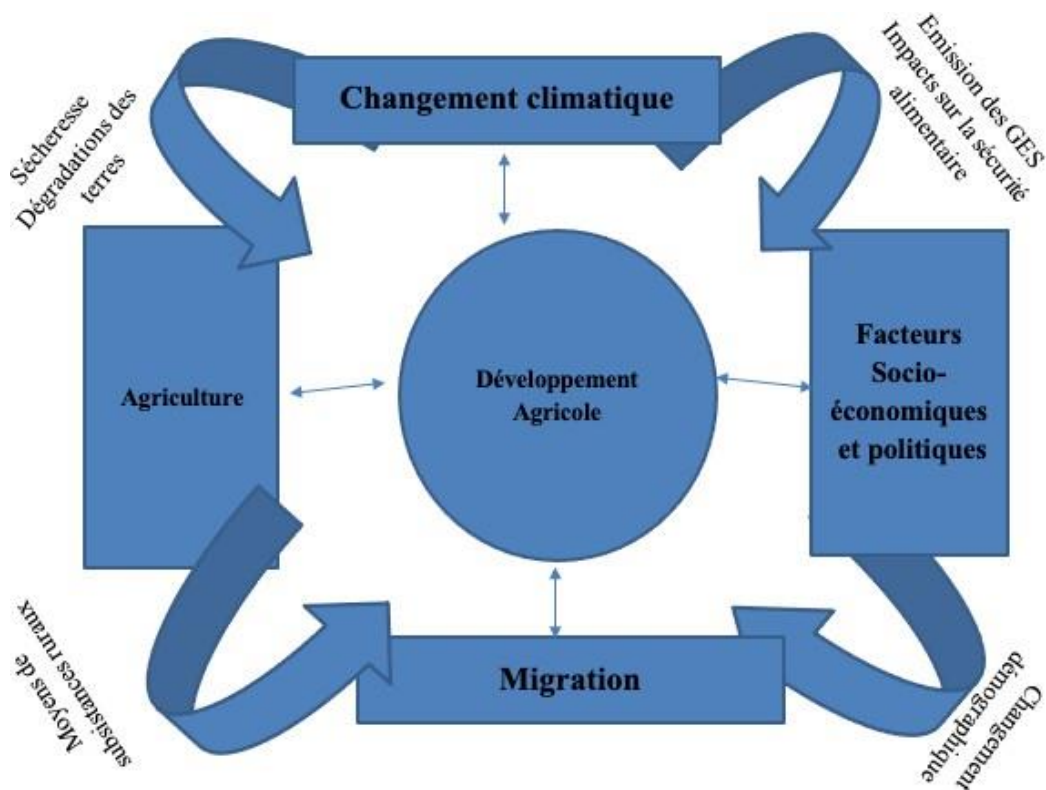 Changement climatique
Sécheresse
Dégradations des
terres
Emission des GES
Impacts sur la sécurité
alimentaire
Agriculture
Développement
Agricole
Facteurs
Socio-
économiques
et politiques
Moyens de
subsistances ruraux
Migration
Changement
démographique